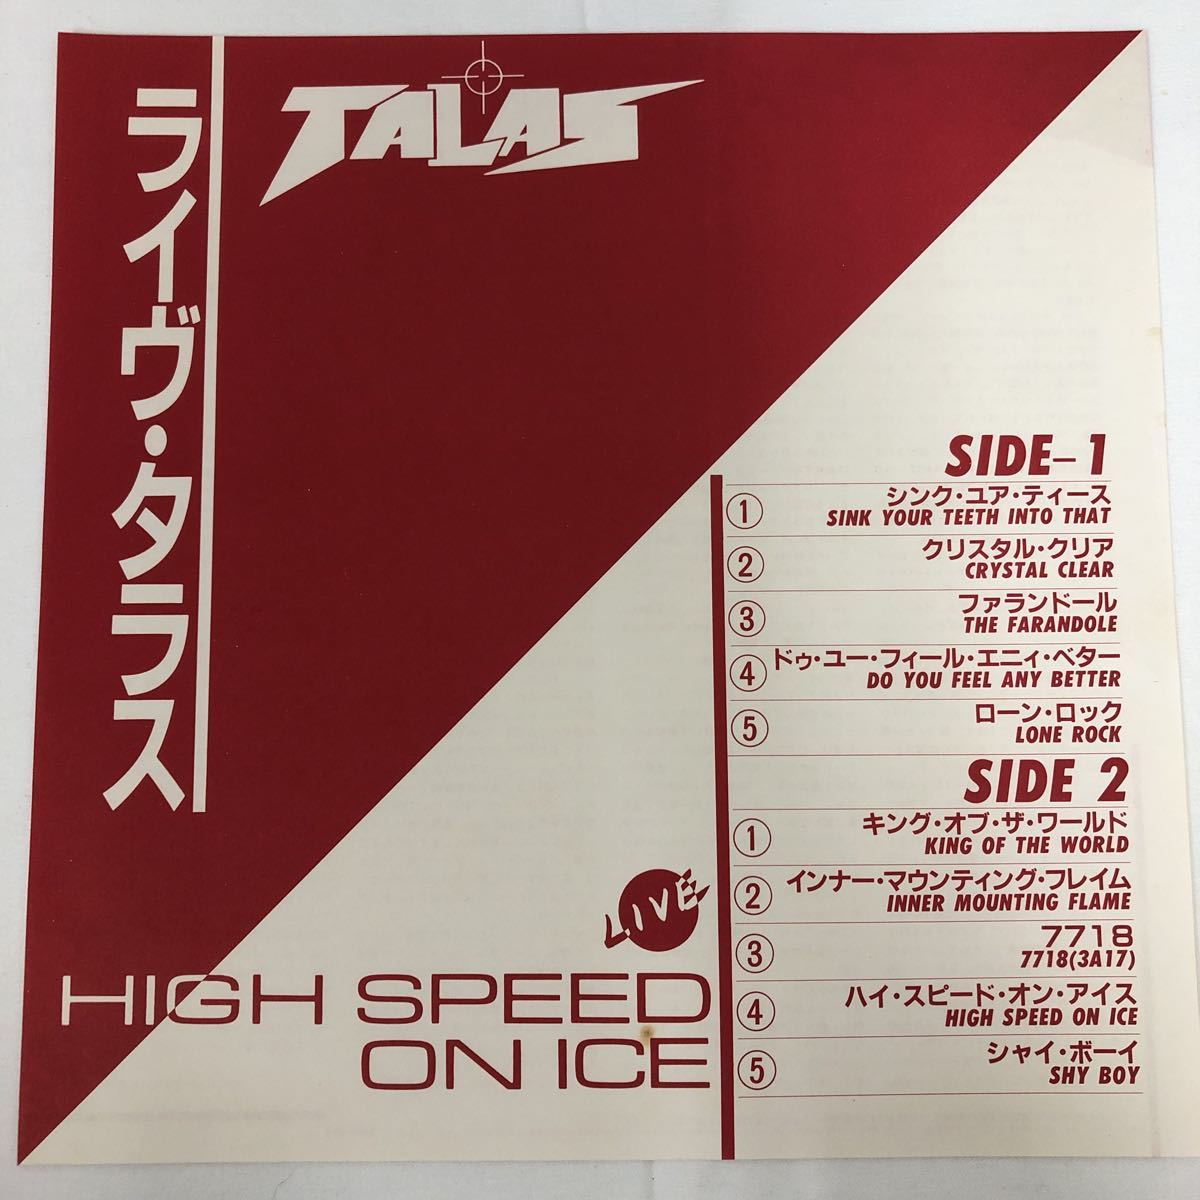 ライヴ・タラス
TALAS
SIDE-1
① シンク・ユア・ティース
SINK YOUR TEETH INTO THAT
② クリスタル・クリア
CRYSTAL CLEAR
③ ファランドール
THE FARANDOLE
④ ドゥ・ユー・フィール・エニィ・ベター
DO YOU FEEL ANY BETTER
⑤ ローン・ロック
LONE ROCK
SIDE 2
① キング・オブ・ザ・ワールド
KING OF THE WORLD
② インナー・マウンティング・フレイム
INNER MOUNTING FLAME
③ 7718
7718(3A17)
④ ハイ・スピード・オン・アイス
HIGH SPEED ON ICE
⑤ シャイ・ボーイ
SHY BOY
LIVE
HIGH SPEED
ON ICE